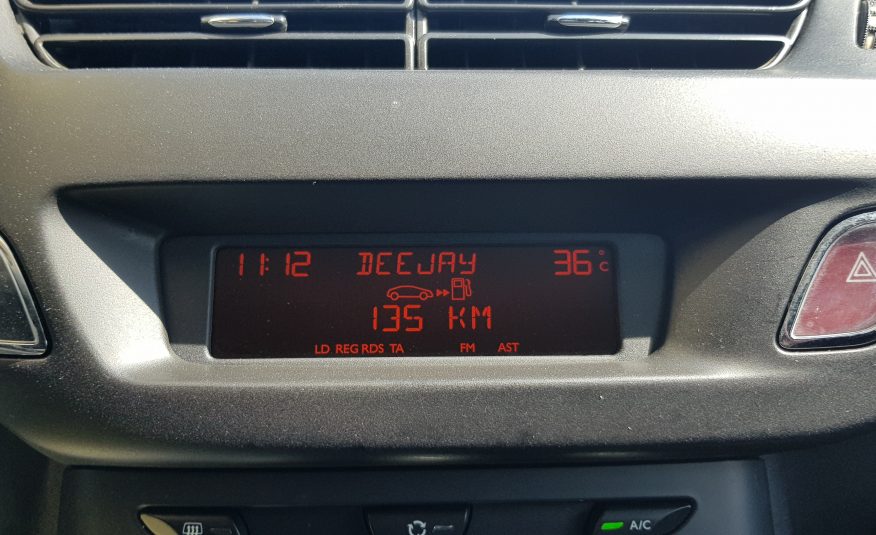 11:12 DEEJAY 36°C
135 KM
LD REG RDS TA FM AST
A/C